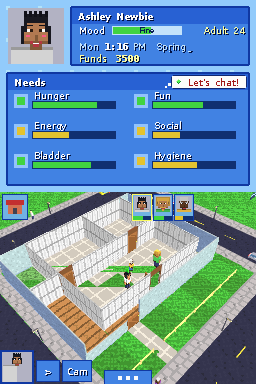 Ashley Newbie
Mood Fine Adult 24
Mon 1:16 PM Spring
Funds 3500
Needs
Let's chat!
Hunger Fun
Energy Social
Bladder Hygiene
Cam